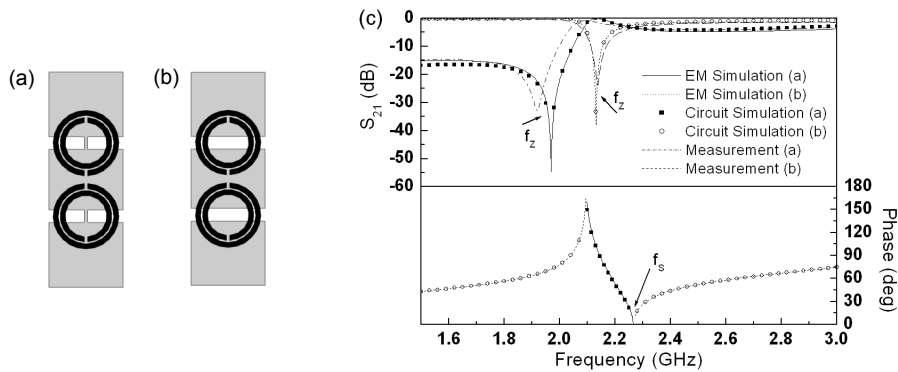 (a)
(b)
(c)
0
-10
-20
-30
-40
-50
-60
S21 (dB)
fz
fz
EM Simulation (a)
EM Simulation (b)
Circuit Simulation (a)
Circuit Simulation (b)
Measurement (a)
Measurement (b)
180
150
120
90
60
30
0
Phase (deg)
fs
1.6 1.8 2.0 2.2 2.4 2.6 2.8 3.0
Frequency (GHz)